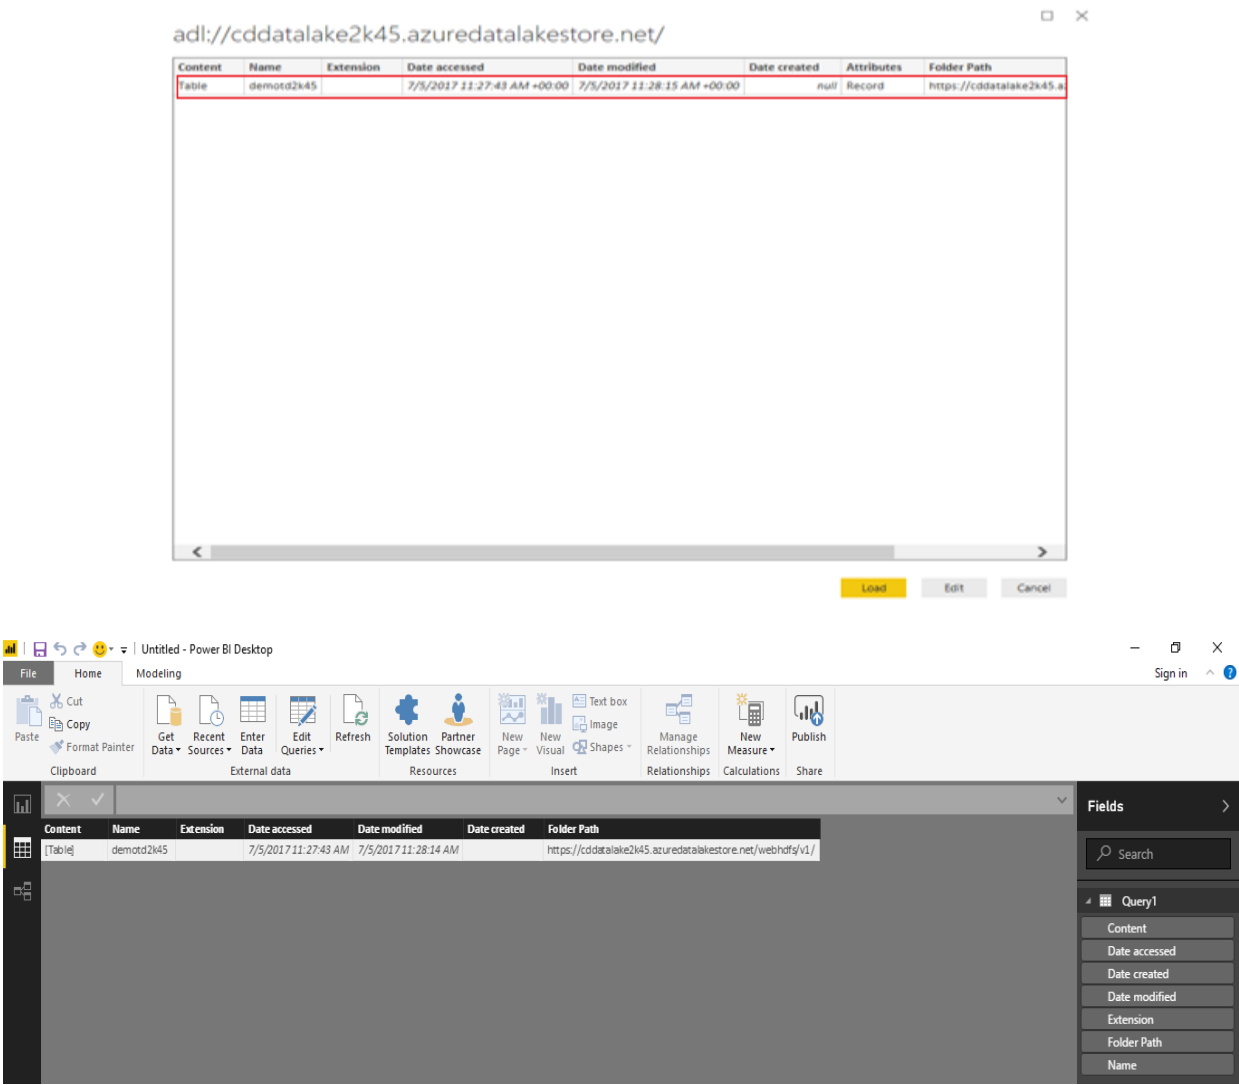 adl://cddatalake2k45.azuredatalakestore.net/
Content Name Extension Date accessed Date modified Date created Attributes Folder Path
Table demotd2k45 7/5/2017 11:27:43 AM +00:00 7/5/2017 11:28:15 AM +00:00 null Record https://cddatalake2k45.a
Load Edit Cancel
Untitled - Power BI Desktop
File Home Modeling Sign in
Paste
Cut
Copy
Format Painter
Get Data
Recent Sources
Enter Data
Edit Queries
Refresh
Solution Templates
Partner Showcase
New Page
New Visual
Text box
Image
Shapes
Manage Relationships
New Measure
Publish
Clipboard External data Resources Insert Relationships Calculations Share
Content Name Extension Date accessed Date modified Date created Folder Path
[Table] demotd2k45 7/5/2017 11:27:43 AM 7/5/2017 11:28:14 AM https://cddatalake2k45.azuredatalakestore.net/webhdfs/v1/
Fields
Search
Query1
Content
Date accessed
Date created
Date modified
Extension
Folder Path
Name